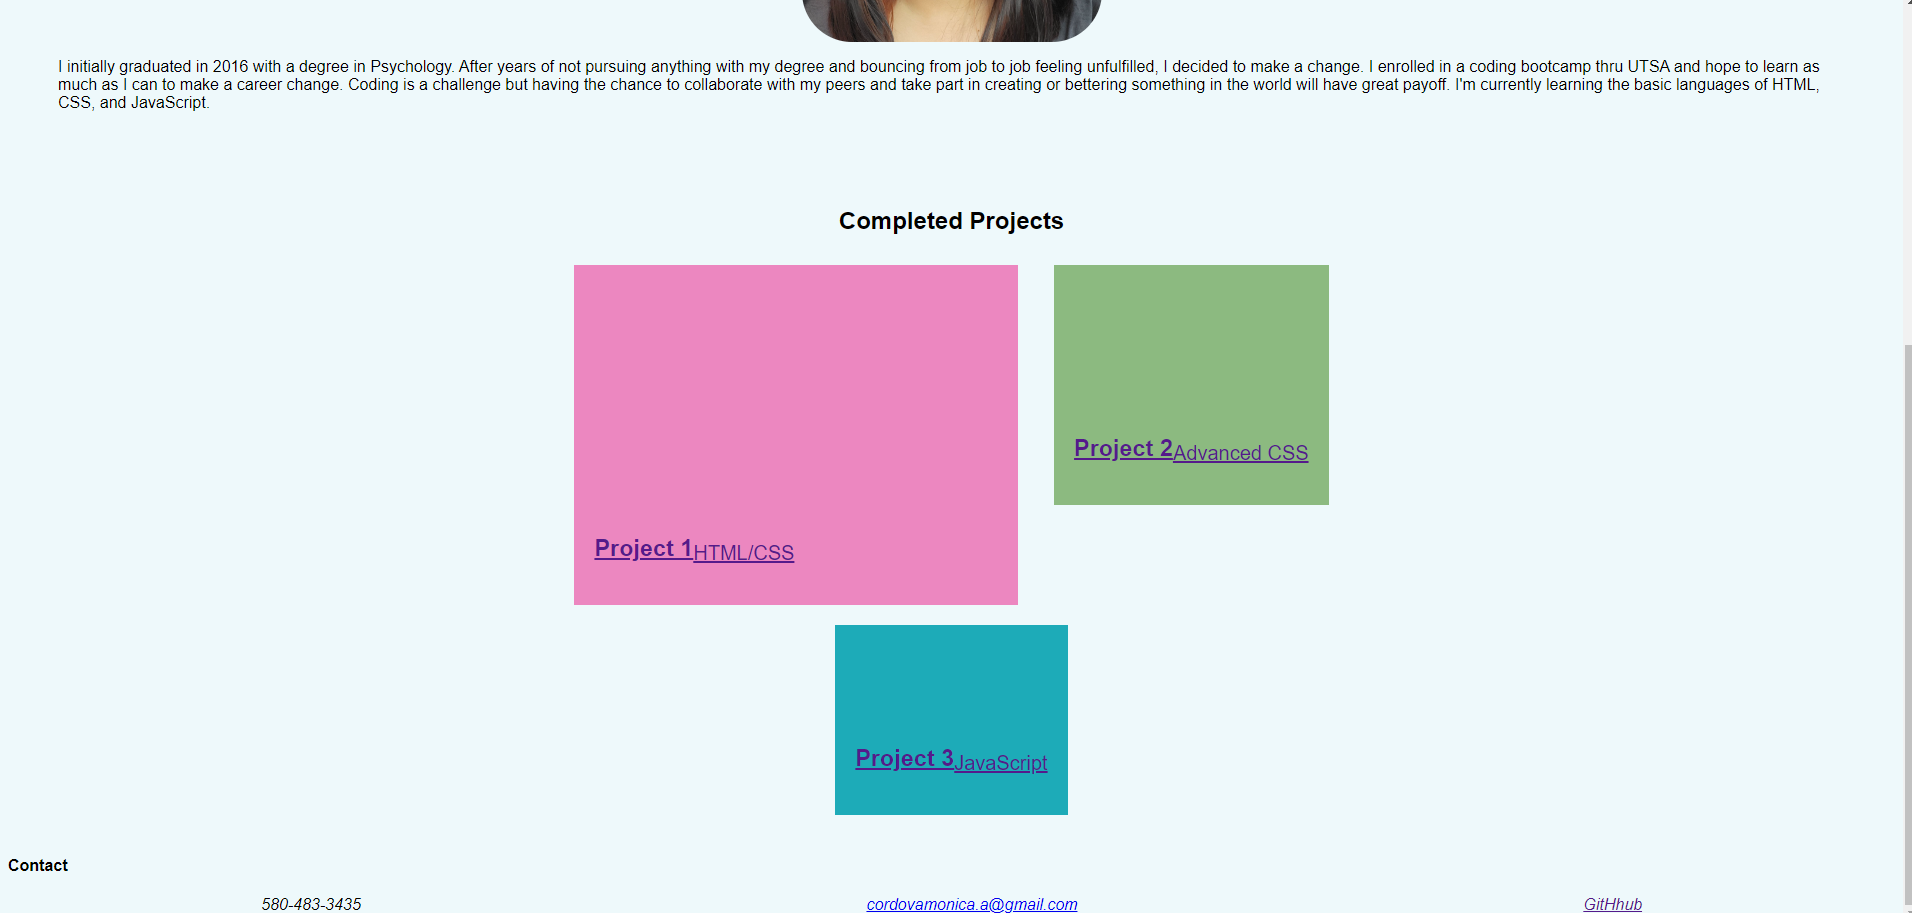 I initially graduated in 2016 with a degree in Psychology. After years of not pursuing anything with my degree and bouncing from job to job feeling unfulfilled, I decided to make a change. I enrolled in a coding bootcamp thru UTSA and hope to learn as
much as I can to make a career change. Coding is a challenge but having the chance to collaborate with my peers and take part in creating or bettering something in the world will have great payoff. I'm currently learning the basic languages of HTML,
CSS, and JavaScript.
Completed Projects
Project 1HTML/CSS
Project 2Advanced CSS
Project 3JavaScript
Contact
580-483-3435 cordovamonica.a@gmail.com GitHhub